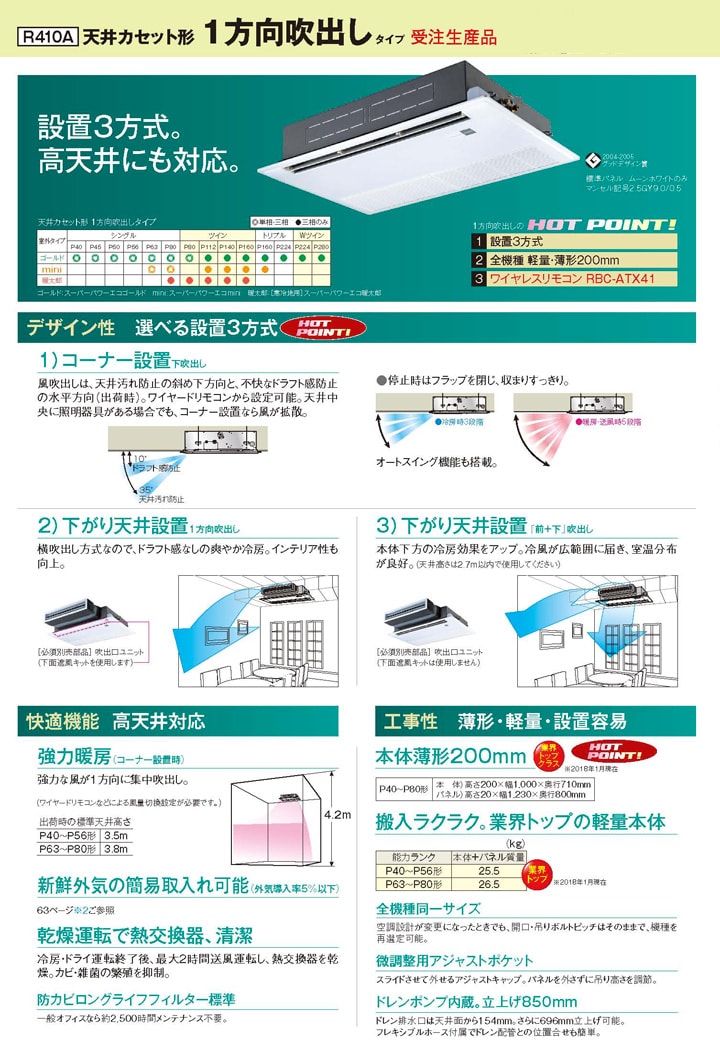 R410A 天井カセット形 1方向吹出しタイプ 受注生産品
設置3方式。
高天井にも対応。
2004-2005
グッドデザイン賞
標準パネル ムーンホワイトのみ
マンセル記号2.5GY9.0/0.5
天井カセット形 1方向吹出しタイプ ◎単相・三相 ●三相のみ
室外タイプ シングル ツイン トリプル Wツイン
P40 P45 P50 P56 P63 P80 P80 P112 P140 P160 P160 P224 P224 P280
ゴールド ◎ ◎ ◎ ◎ ◎ ◎ ◎ ● ● ● ● ● ● ●
mini ◎ ◎ ● ● ● ●
暖太郎 ● ● ● ● ●
ゴールド:スーパーパワーエコゴールド mini:スーパーパワーエコmini 暖太郎:[寒冷地用]スーパーパワーエコ暖太郎
1方向吹出しの HOT POINT!
1 設置3方式
2 全機種 軽量・薄形200mm
3 ワイヤレスリモコン RBC-ATX41
デザイン性 選べる設置3方式 HOT POINT!
1)コーナー設置下吹出し
風吹出しは、天井汚れ防止の斜め下方向と、不快なドラフト感防止
の水平方向(出荷時)。ワイヤードリモコンから設定可能。天井中
央に照明器具がある場合でも、コーナー設置なら風が拡散。
10°
ドラフト感防止
35°
天井汚れ防止
●停止時はフラップを閉じ、収まりすっきり。
●冷房時3段階
●暖房・送風時5段階
オートスイング機能も搭載。
2)下がり天井設置1方向吹出し
横吹出し方式なので、ドラフト感なしの爽やか冷房。インテリア性も
向上。
[必須別売部品] 吹出口ユニット
(下面遮風キットを使用します)
3)下がり天井設置「前+下」吹出し
本体下方の冷房効果をアップ。冷風が広範囲に届き、室温分布
が良好。(天井高さは2.7m以内で使用してください)
[必須別売部品] 吹出口ユニット
(下面遮風キットは使用しません)
快適機能 高天井対応
強力暖房(コーナー設置時)
強力な風が1方向に集中吹出し。
(ワイヤードリモコンなどによる風量切換設定が必要です。)
出荷時の標準天井高さ
P40～P56形 3.5m
P63～P80形 3.8m
4.2m
新鮮外気の簡易取入れ可能(外気導入率5%以下)
63ページ※2ご参照
乾燥運転で熱交換器、清潔
冷房・ドライ運転終了後、最大2時間送風運転し、熱交換器を乾
燥。カビ・雑菌の繁殖を抑制。
防カビロングライフフィルター標準
一般オフィスなら約2,500時間メンテナンス不要。
工事性 薄形・軽量・設置容易
本体薄形200mm 業界トップクラス HOT POINT!
※2018年1月現在
P40～P80形 本 体)高さ200×幅1,000×奥行710mm
パネル)高さ20×幅1,230×奥行800mm
搬入ラクラク。業界トップの軽量本体
(kg)
能力ランク 本体+パネル質量
P40～P56形 25.5
P63～P80形 26.5
業界トップ ※2018年1月現在
全機種同一サイズ
空調設計が変更になったときでも、開口・吊りボルトピッチはそのままで、機種を
再選定可能。
微調整用アジャストポケット
スライドさせて外せるアジャストキャップ。パネルを外さずに吊り高さを調節。
ドレンポンプ内蔵。立上げ850mm
ドレン排水口は天井面から154mm。さらに696mm立上げ可能。
フレキシブルホース付属でドレン配管との位置合せも簡単。